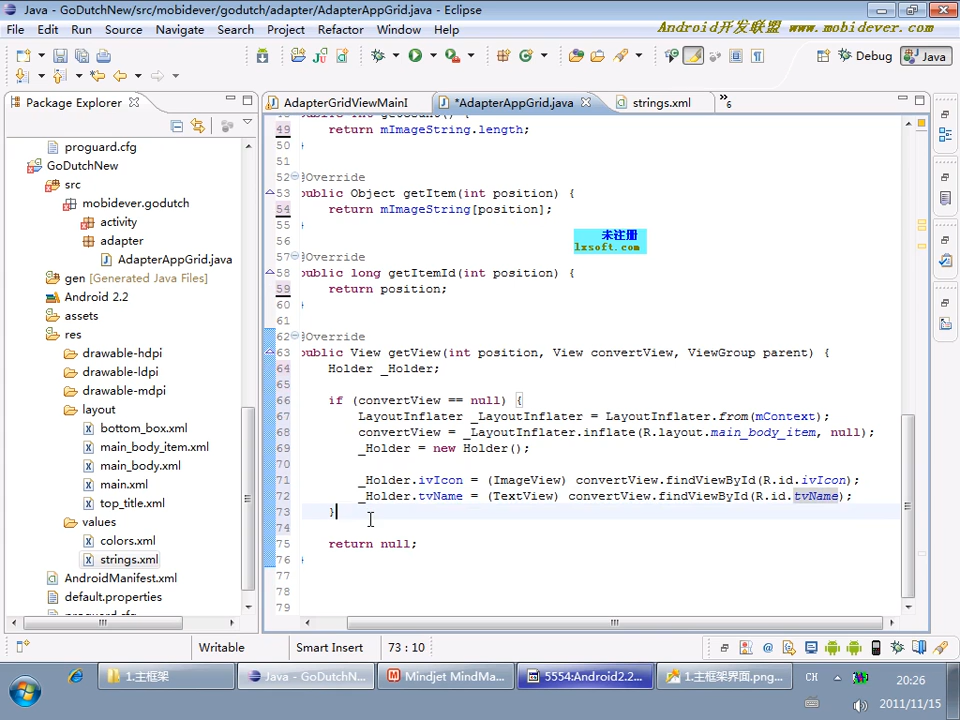 Java - GoDutchNew/src/mobidever/godutch/adapter/AdapterAppGrid.java - Eclipse
File Edit Run Source Navigate Search Project Refactor Window Help
Android开发联盟 www.mobidever.com
Debug Java
Package Explorer
AdapterGridViewMainI *AdapterAppGrid.java strings.xml »6
proguard.cfg
GoDutchNew
src
mobidever.godutch
activity
adapter
AdapterAppGrid.java
gen [Generated Java Files]
Android 2.2
assets
res
drawable-hdpi
drawable-ldpi
drawable-mdpi
layout
bottom_box.xml
main_body_item.xml
main_body.xml
main.xml
top_title.xml
values
colors.xml
strings.xml
AndroidManifest.xml
default.properties
49 return mImageString.length;
50
51
52 @Override
53 public Object getItem(int position) {
54 return mImageString[position];
55
56
57 @Override
58 public long getItemId(int position) {
59 return position;
60
61
62 @Override
63 public View getView(int position, View convertView, ViewGroup parent) {
64 Holder _Holder;
65
66 if (convertView == null) {
67 LayoutInflater _LayoutInflater = LayoutInflater.from(mContext);
68 convertView = _LayoutInflater.inflate(R.layout.main_body_item, null);
69 _Holder = new Holder();
70
71 _Holder.ivIcon = (ImageView) convertView.findViewById(R.id.ivIcon);
72 _Holder.tvName = (TextView) convertView.findViewById(R.id.tvName);
73 }
74
75 return null;
76
77
78
79
未注册
lxsoft.com
Writable Smart Insert 73 : 10
1.主框架 Java - GoDutchN... Mindjet MindMa... 5554:Android2.2... 1.主框架界面.png... CH 20:26
2011/11/15